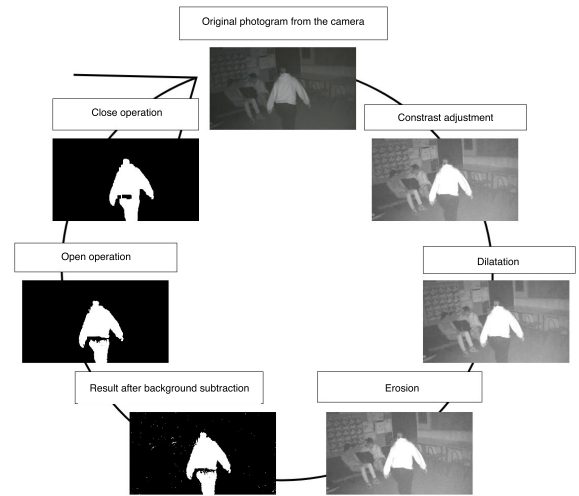 Original photogram from the camera
Constrast adjustment
Dilatation
Erosion
Result after background subtraction
Open operation
Close operation